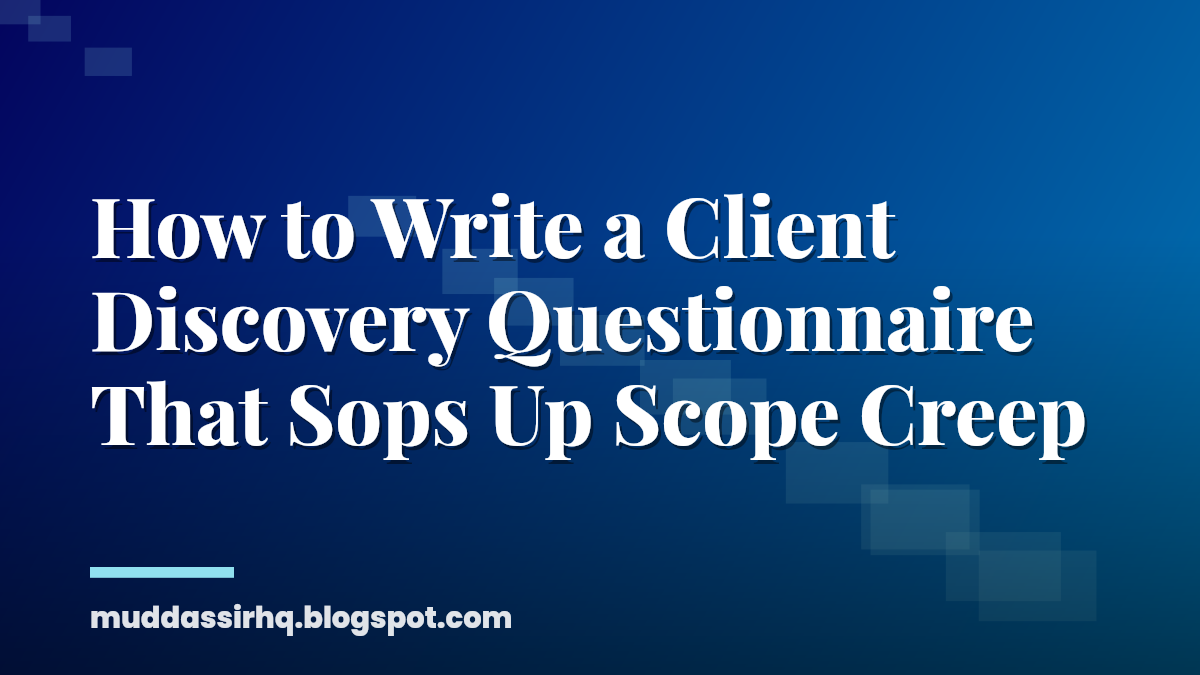 How to Write a Client
Discovery Questionnaire
That Sops Up Scope Creep
muddassirhq.blogspot.com